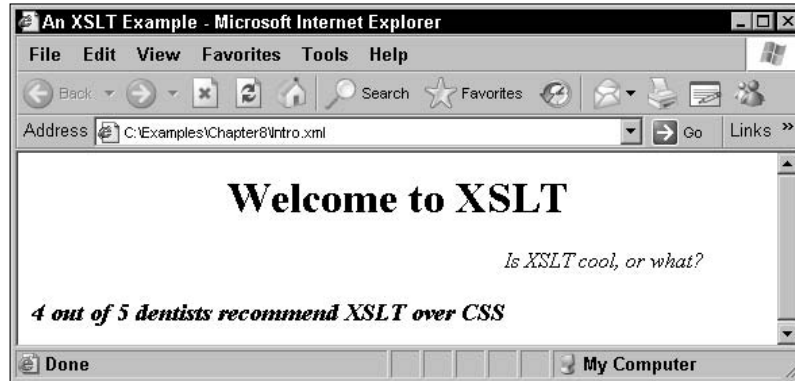 An XSLT Example - Microsoft Internet Explorer
File Edit View Favorites Tools Help
Back Search Favorites
Address C:\Examples\Chapter8\Intro.xml Go Links »
Welcome to XSLT
Is XSLT cool, or what?
4 out of 5 dentists recommend XSLT over CSS
Done My Computer